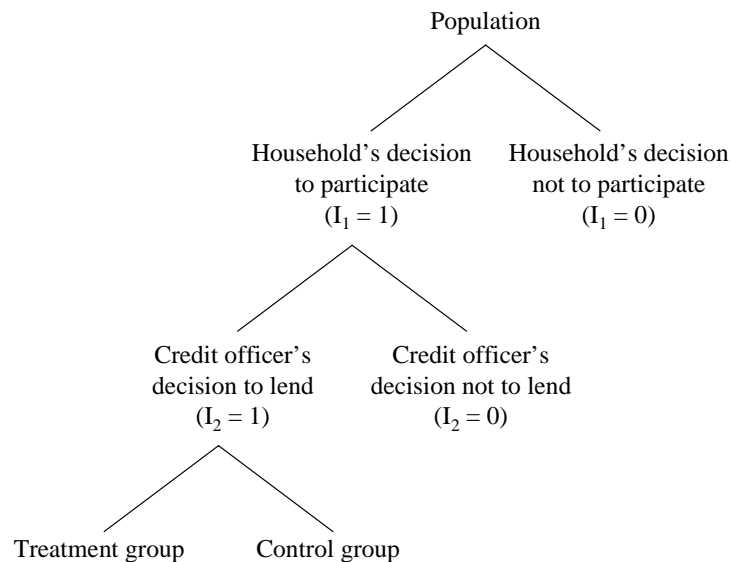 Population
Household’s decision
to participate
(I₁ = 1)
Household’s decision
not to participate
(I₁ = 0)
Credit officer’s
decision to lend
(I₂ = 1)
Credit officer’s
decision not to lend
(I₂ = 0)
Treatment group
Control group